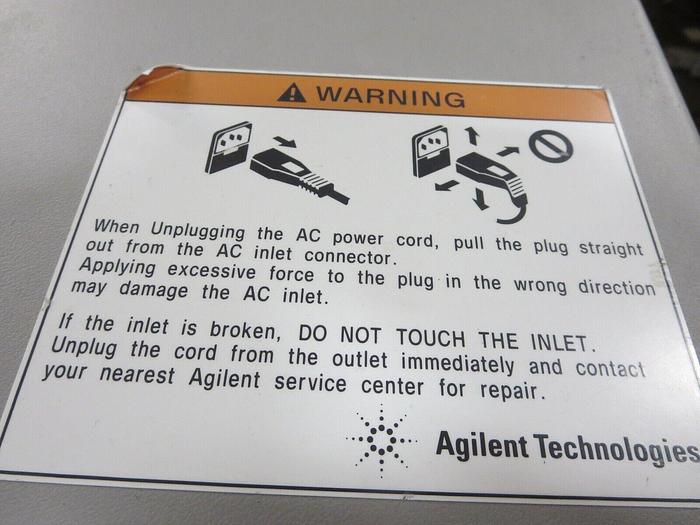 WARNING
When Unplugging the AC power cord, pull the plug straight
out from the AC inlet connector.
Applying excessive force to the plug in the wrong direction
may damage the AC inlet.
If the inlet is broken, DO NOT TOUCH THE INLET.
Unplug the cord from the outlet immediately and contact
your nearest Agilent service center for repair.
Agilent Technologies